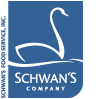 SCHWAN'S FOOD SERVICE, INC.
SCHWAN'S
COMPANY